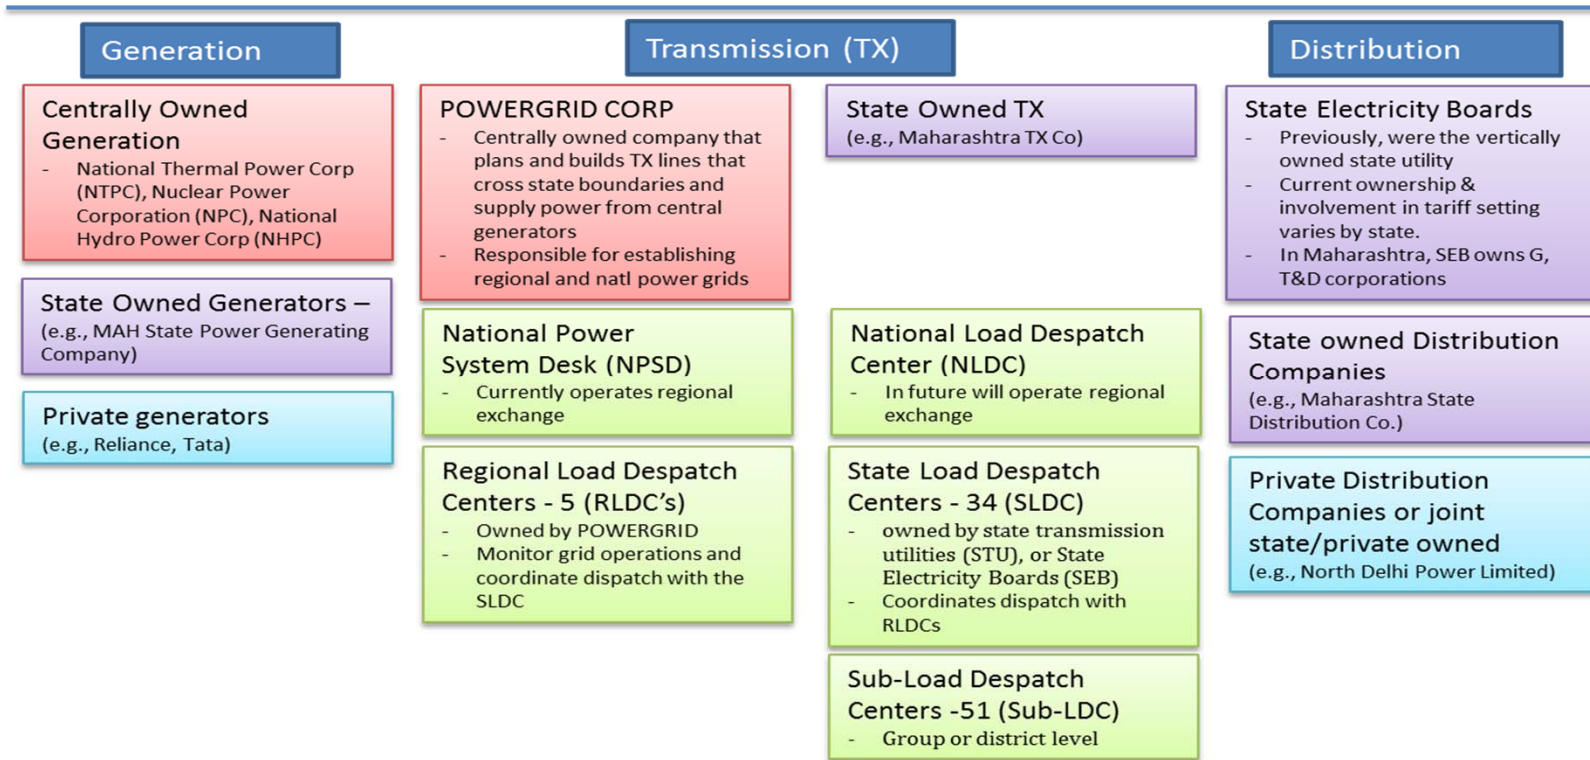 Generation
Centrally Owned
Generation
- National Thermal Power Corp
(NTPC), Nuclear Power
Corporation (NPC), National
Hydro Power Corp (NHPC)
State Owned Generators –
(e.g., MAH State Power Generating
Company)
Private generators
(e.g., Reliance, Tata)
Transmission (TX)
POWERGRID CORP
- Centrally owned company that
plans and builds TX lines that
cross state boundaries and
supply power from central
generators
- Responsible for establishing
regional and natl power grids
National Power
System Desk (NPSD)
- Currently operates regional
exchange
Regional Load Despatch
Centers - 5 (RLDC’s)
- Owned by POWERGRID
- Monitor grid operations and
coordinate dispatch with the
SLDC
State Owned TX
(e.g., Maharashtra TX Co)
National Load Despatch
Center (NLDC)
- In future will operate regional
exchange
State Load Despatch
Centers - 34 (SLDC)
- owned by state transmission
utilities (STU), or State
Electricity Boards (SEB)
- Coordinates dispatch with
RLDCs
Sub-Load Despatch
Centers -51 (Sub-LDC)
- Group or district level
Distribution
State Electricity Boards
- Previously, were the vertically
owned state utility
- Current ownership &
involvement in tariff setting
varies by state.
- In Maharashtra, SEB owns G,
T&D corporations
State owned Distribution
Companies
(e.g., Maharashtra State
Distribution Co.)
Private Distribution
Companies or joint
state/private owned
(e.g., North Delhi Power Limited)